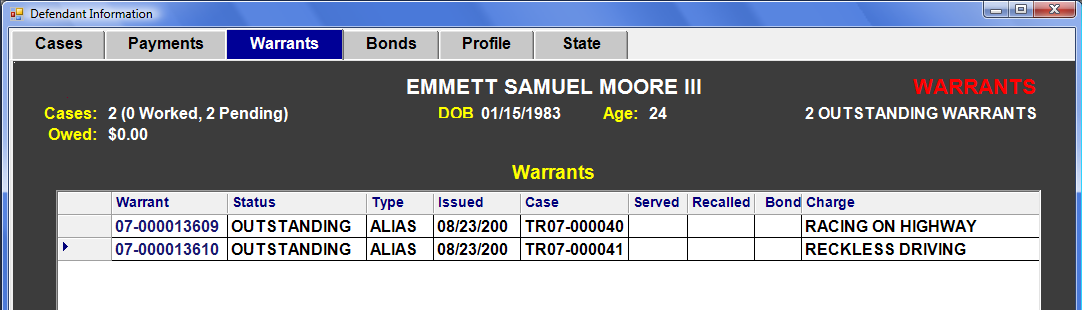 Defendant Information
Cases Payments Warrants Bonds Profile State
EMMETT SAMUEL MOORE III WARRANTS
Cases: 2 (0 Worked, 2 Pending) DOB 01/15/1983 Age: 24 2 OUTSTANDING WARRANTS
Owed: $0.00
Warrants
Warrant Status Type Issued Case Served Recalled Bond Charge
07-000013609 OUTSTANDING ALIAS 08/23/200 TR07-000040 RACING ON HIGHWAY
07-000013610 OUTSTANDING ALIAS 08/23/200 TR07-000041 RECKLESS DRIVING